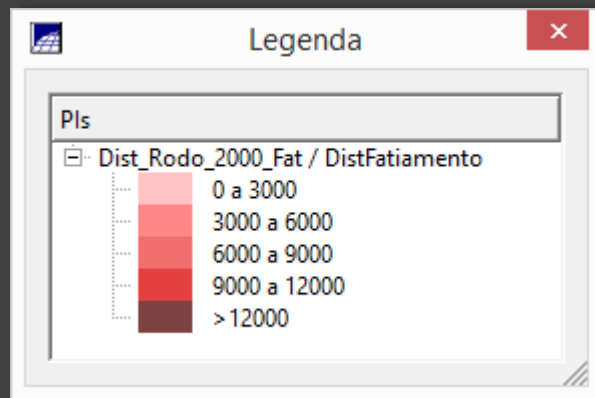 Legenda
PIs
Dist_Rodo_2000_Fat / DistFatiamento
0 a 3000
3000 a 6000
6000 a 9000
9000 a 12000
>12000